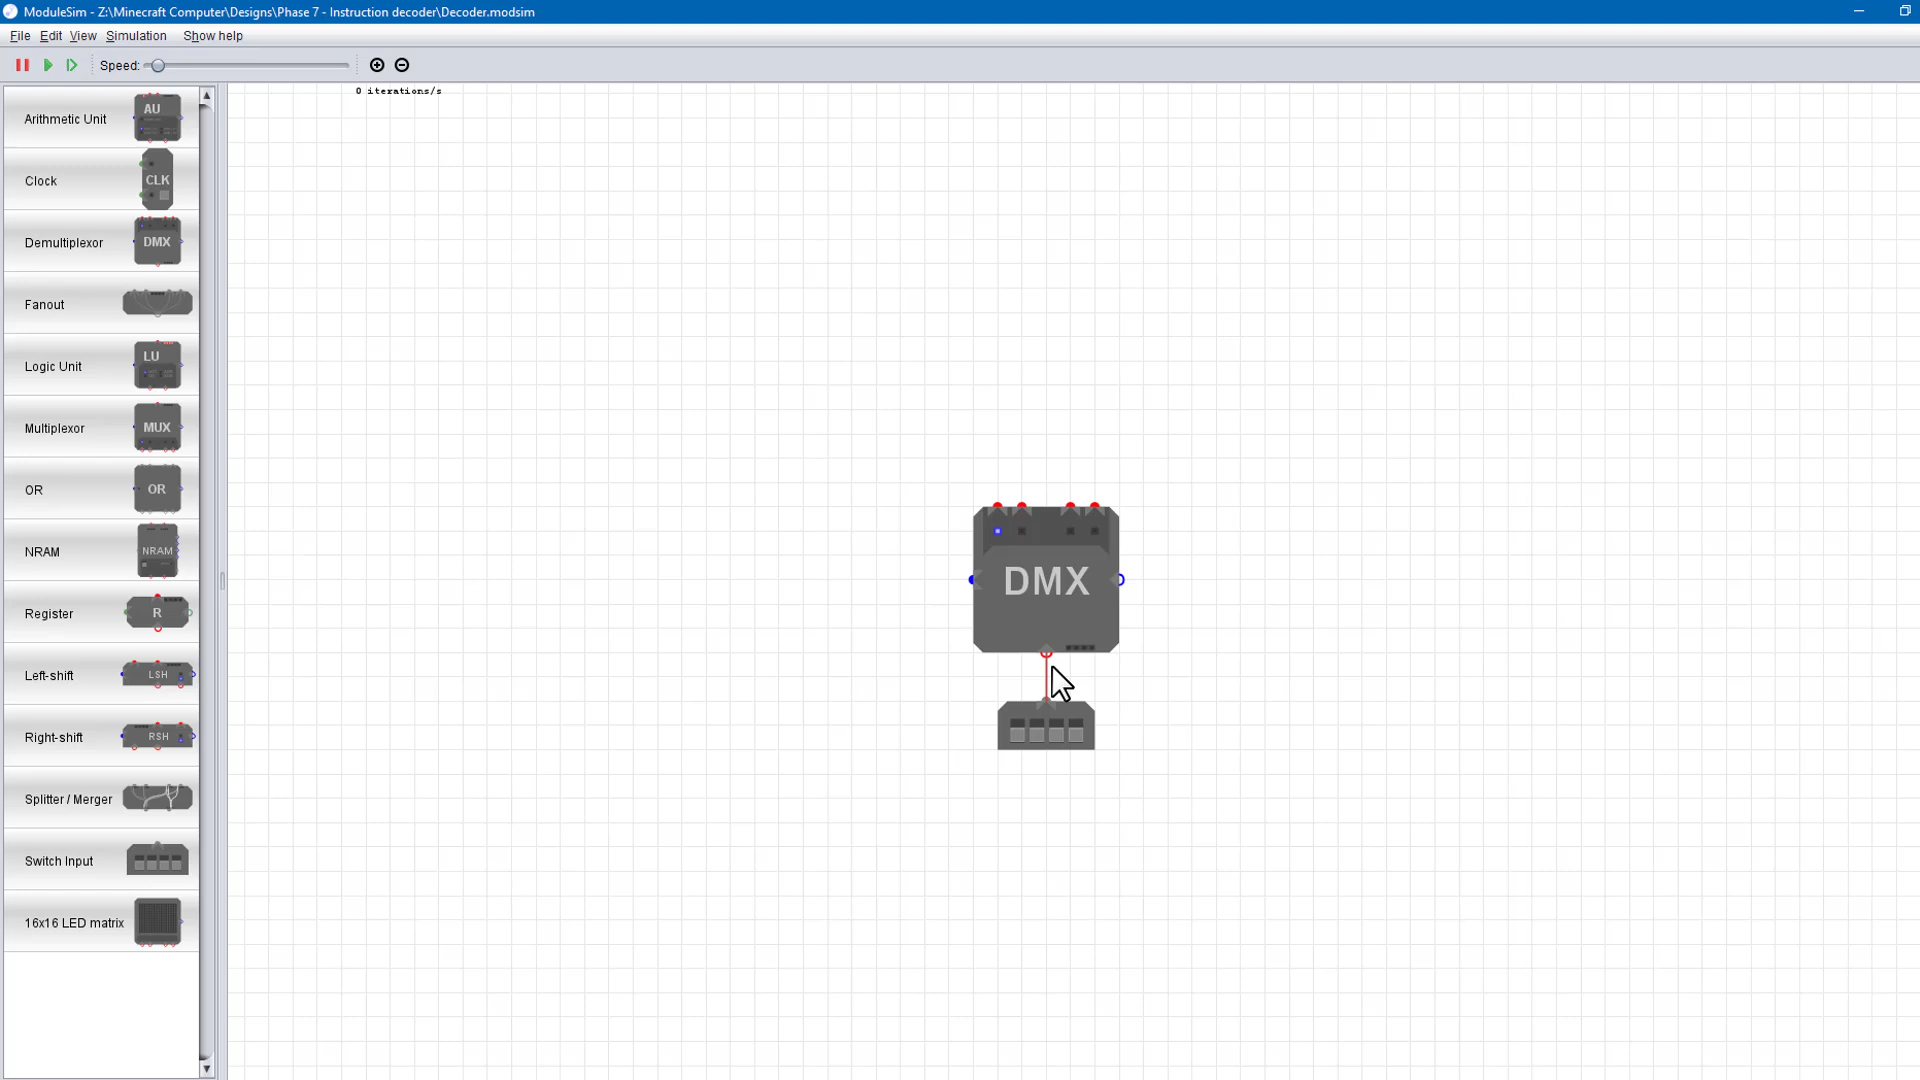 ModuleSim - Z:\Minecraft Computer\Designs\Phase 7 - Instruction decoder\Decoder.modsim
File Edit View Simulation Show help
Speed:
0 iterations/s
Arithmetic Unit AU
Clock CLK
Demultiplexor DMX
Fanout
Logic Unit LU
Multiplexor MUX
OR OR
NRAM NRAM
Register R
Left-shift LSH
Right-shift RSH
Splitter / Merger
Switch Input
16x16 LED matrix
DMX